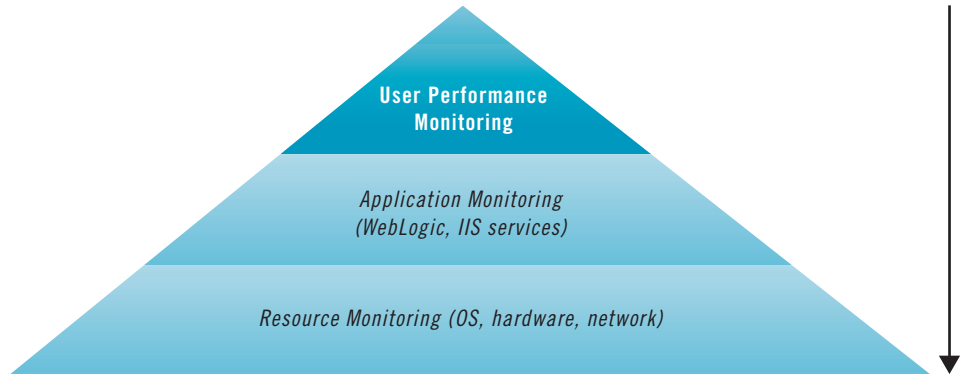 User Performance
Monitoring
Application Monitoring
(WebLogic, IIS services)
Resource Monitoring (OS, hardware, network)